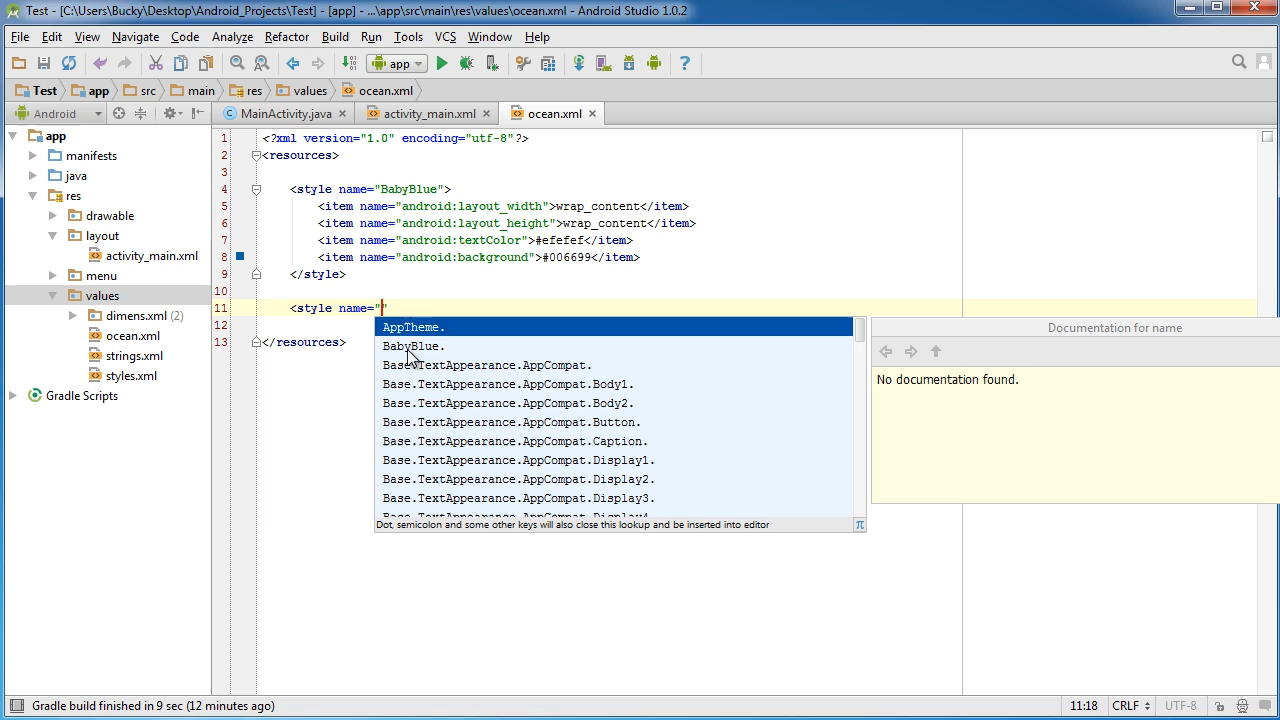 Test - [C:\Users\Bucky\Desktop\Android_Projects\Test] - [app] - ...\app\src\main\res\values\ocean.xml - Android Studio 1.0.2
File Edit View Navigate Code Analyze Refactor Build Run Tools VCS Window Help
app
Test app src main res values ocean.xml
Android
MainActivity.java
activity_main.xml
ocean.xml
app
manifests
java
res
drawable
layout
activity_main.xml
menu
values
dimens.xml (2)
ocean.xml
strings.xml
styles.xml
Gradle Scripts
1 <?xml version="1.0" encoding="utf-8"?>
2 <resources>
3
4 <style name="BabyBlue">
5 <item name="android:layout_width">wrap_content</item>
6 <item name="android:layout_height">wrap_content</item>
7 <item name="android:textColor">#efefef</item>
8 <item name="android:background">#006699</item>
9 </style>
10
11 <style name=""
12
13 </resources>
AppTheme.
BabyBlue.
Base.TextAppearance.AppCompat.
Base.TextAppearance.AppCompat.Body1.
Base.TextAppearance.AppCompat.Body2.
Base.TextAppearance.AppCompat.Button.
Base.TextAppearance.AppCompat.Caption.
Base.TextAppearance.AppCompat.Display1.
Base.TextAppearance.AppCompat.Display2.
Base.TextAppearance.AppCompat.Display3.
Base.TextAppearance.AppCompat.Display4.
Dot, semicolon and some other keys will also close this lookup and be inserted into editor
π
Documentation for name
No documentation found.
Gradle build finished in 9 sec (12 minutes ago)
11:18 CRLF UTF-8